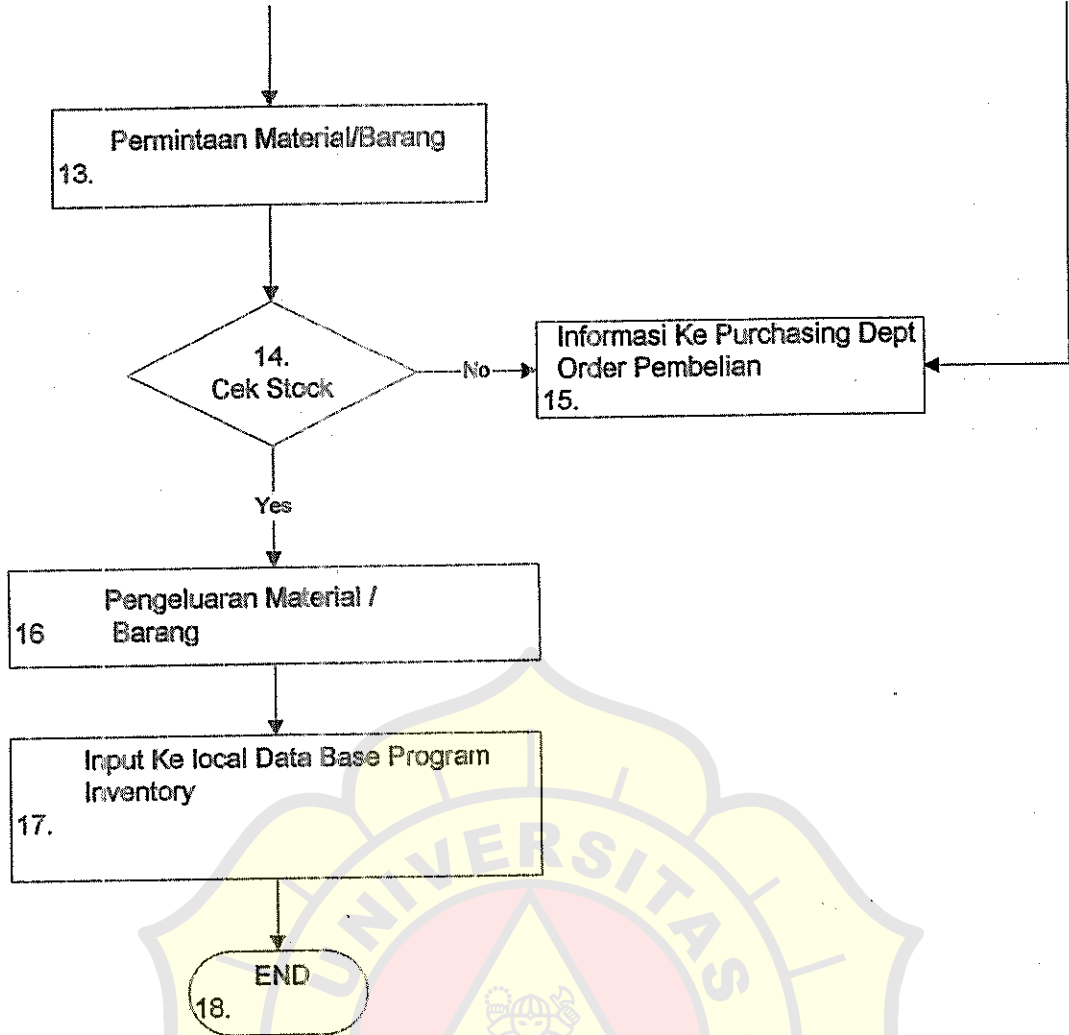 Permintaan Material/Barang
13.
14.
Cek Stock
No
Informasi Ke Purchasing Dept
Order Pembelian
15.
Yes
Pengeluaran Material /
16 Barang
Input Ke local Data Base Program
Inventory
17.
END
18.
UNIVERSITAS